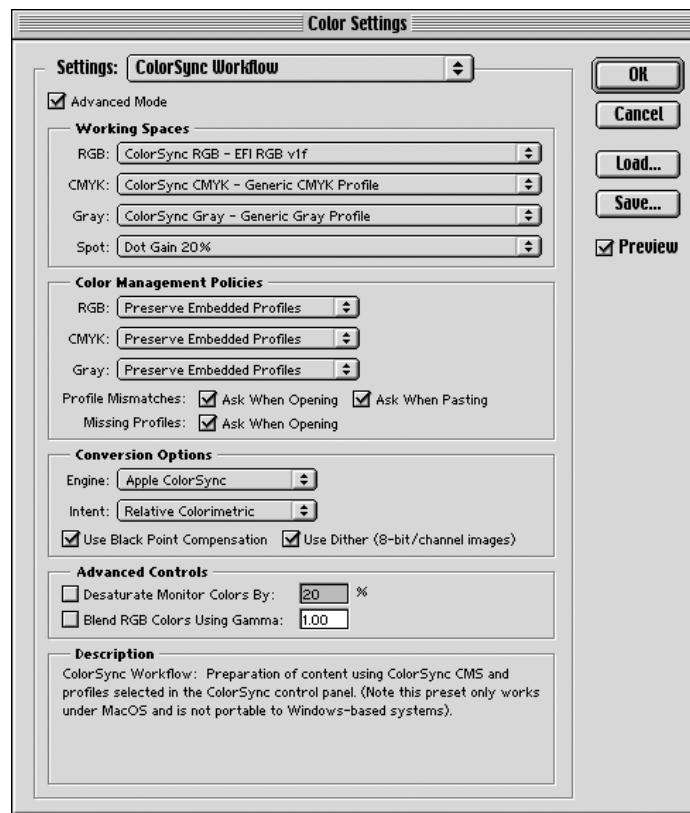 Color Settings
Settings: ColorSync Workflow
Advanced Mode
Working Spaces
RGB: ColorSync RGB - EFI RGB v1f
CMYK: ColorSync CMYK - Generic CMYK Profile
Gray: ColorSync Gray - Generic Gray Profile
Spot: Dot Gain 20%
Color Management Policies
RGB: Preserve Embedded Profiles
CMYK: Preserve Embedded Profiles
Gray: Preserve Embedded Profiles
Profile Mismatches: Ask When Opening Ask When Pasting
Missing Profiles: Ask When Opening
Conversion Options
Engine: Apple ColorSync
Intent: Relative Colorimetric
Use Black Point Compensation Use Dither (8-bit/channel images)
Advanced Controls
Desaturate Monitor Colors By: 20 %
Blend RGB Colors Using Gamma: 1.00
Description
ColorSync Workflow: Preparation of content using ColorSync CMS and
profiles selected in the ColorSync control panel. (Note this preset only works
under MacOS and is not portable to Windows-based systems).
OK
Cancel
Load...
Save...
Preview